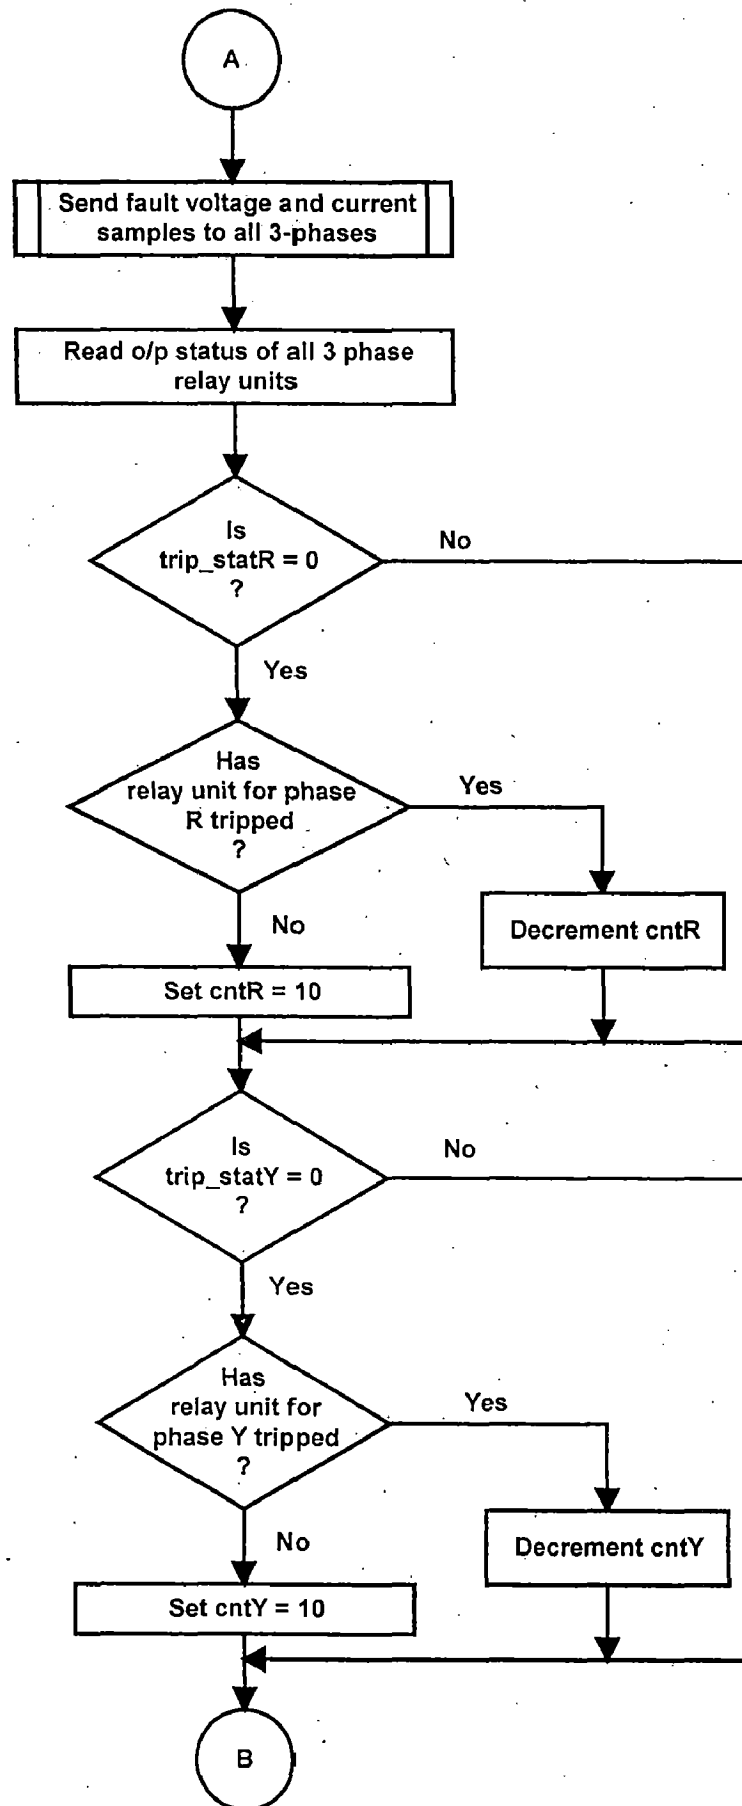 A
Send fault voltage and current
samples to all 3-phases
Read o/p status of all 3 phase
relay units
Is
trip_statR = 0
?
No
Yes
Has
relay unit for phase
R tripped
?
Yes
No
Decrement cntR
Set cntR = 10
Is
trip_statY = 0
?
No
Yes
Has
relay unit for
phase Y tripped
?
Yes
No
Decrement cntY
Set cntY = 10
B